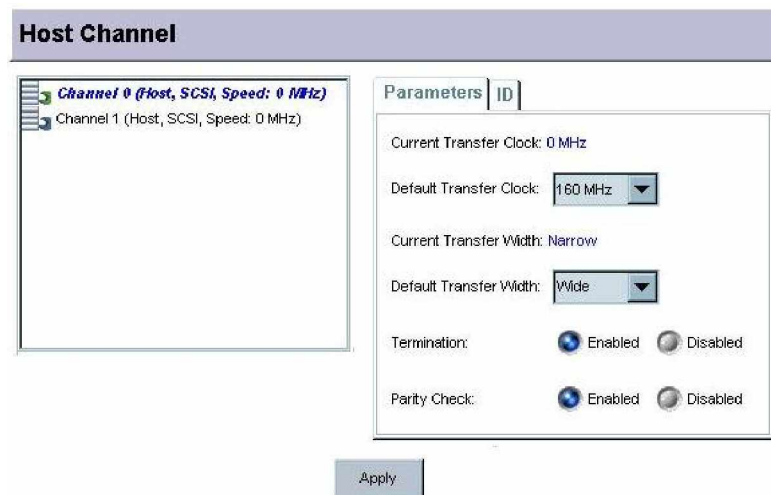 Host Channel
Channel 0 (Host, SCSI, Speed: 0 MHz)
Channel 1 (Host, SCSI, Speed: 0 MHz)
Parameters ID
Current Transfer Clock: 0 MHz
Default Transfer Clock: 160 MHz
Current Transfer Width: Narrow
Default Transfer Width: Wide
Termination: Enabled Disabled
Parity Check: Enabled Disabled
Apply